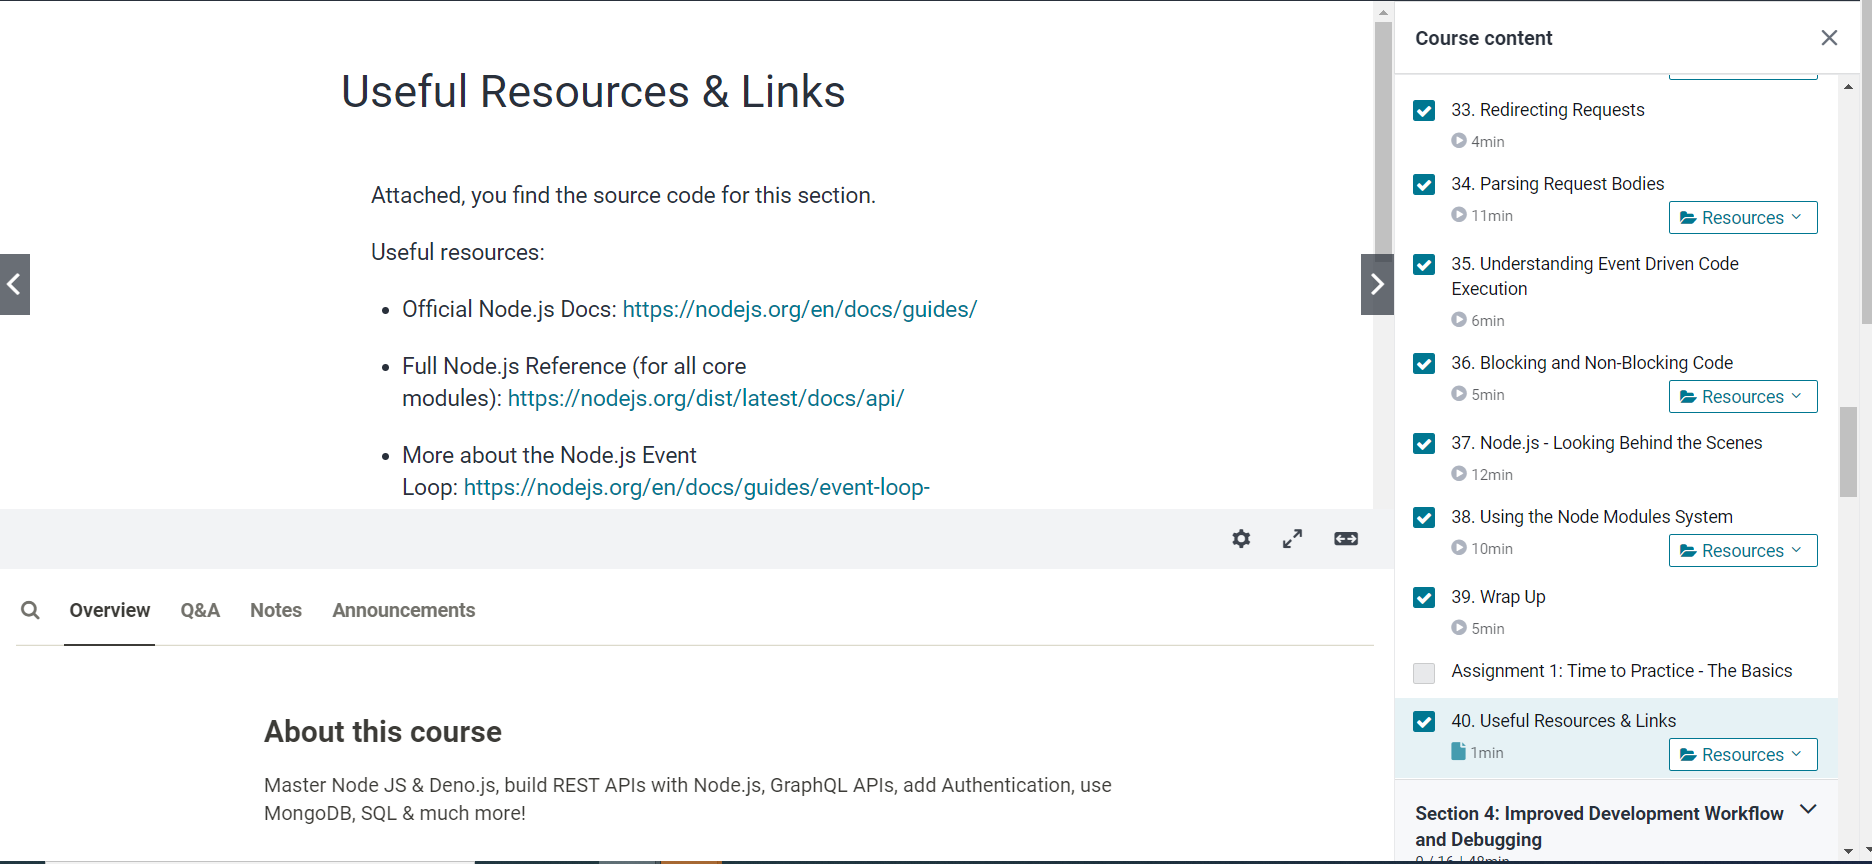 Useful Resources & Links
Attached, you find the source code for this section.
Useful resources:
• Official Node.js Docs: https://nodejs.org/en/docs/guides/
• Full Node.js Reference (for all core
modules): https://nodejs.org/dist/latest/docs/api/
• More about the Node.js Event
Loop: https://nodejs.org/en/docs/guides/event-loop-
Overview Q&A Notes Announcements
About this course
Master Node JS & Deno.js, build REST APIs with Node.js, GraphQL APIs, add Authentication, use
MongoDB, SQL & much more!
Course content
33. Redirecting Requests
4min
34. Parsing Request Bodies
11min
Resources
35. Understanding Event Driven Code
Execution
6min
36. Blocking and Non-Blocking Code
5min
Resources
37. Node.js - Looking Behind the Scenes
12min
38. Using the Node Modules System
10min
Resources
39. Wrap Up
5min
Assignment 1: Time to Practice - The Basics
40. Useful Resources & Links
1min
Resources
Section 4: Improved Development Workflow
and Debugging